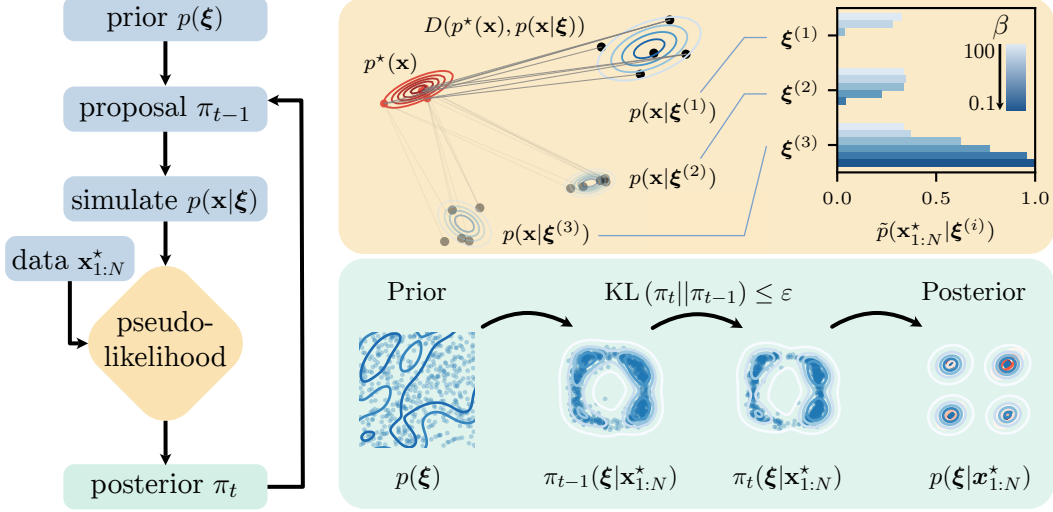 prior p(ξ)
proposal π_{t−1}
simulate p(𝐱|ξ)
data 𝐱*_{1:N}
pseudo-
likelihood
posterior π_t
D(p*(𝐱), p(𝐱|ξ))
p*(𝐱)
p(𝐱|ξ^{(1)})
p(𝐱|ξ^{(2)})
p(𝐱|ξ^{(3)})
ξ^{(1)}
ξ^{(2)}
ξ^{(3)}
β
100
0.1
0.0 0.5 1.0
p̃(𝐱*_{1:N}|ξ^{(i)})
Prior KL(π_t||π_{t−1}) ≤ ε Posterior
p(ξ) π_{t−1}(ξ|𝐱*_{1:N}) π_t(ξ|𝐱*_{1:N}) p(ξ|𝒙*_{1:N})